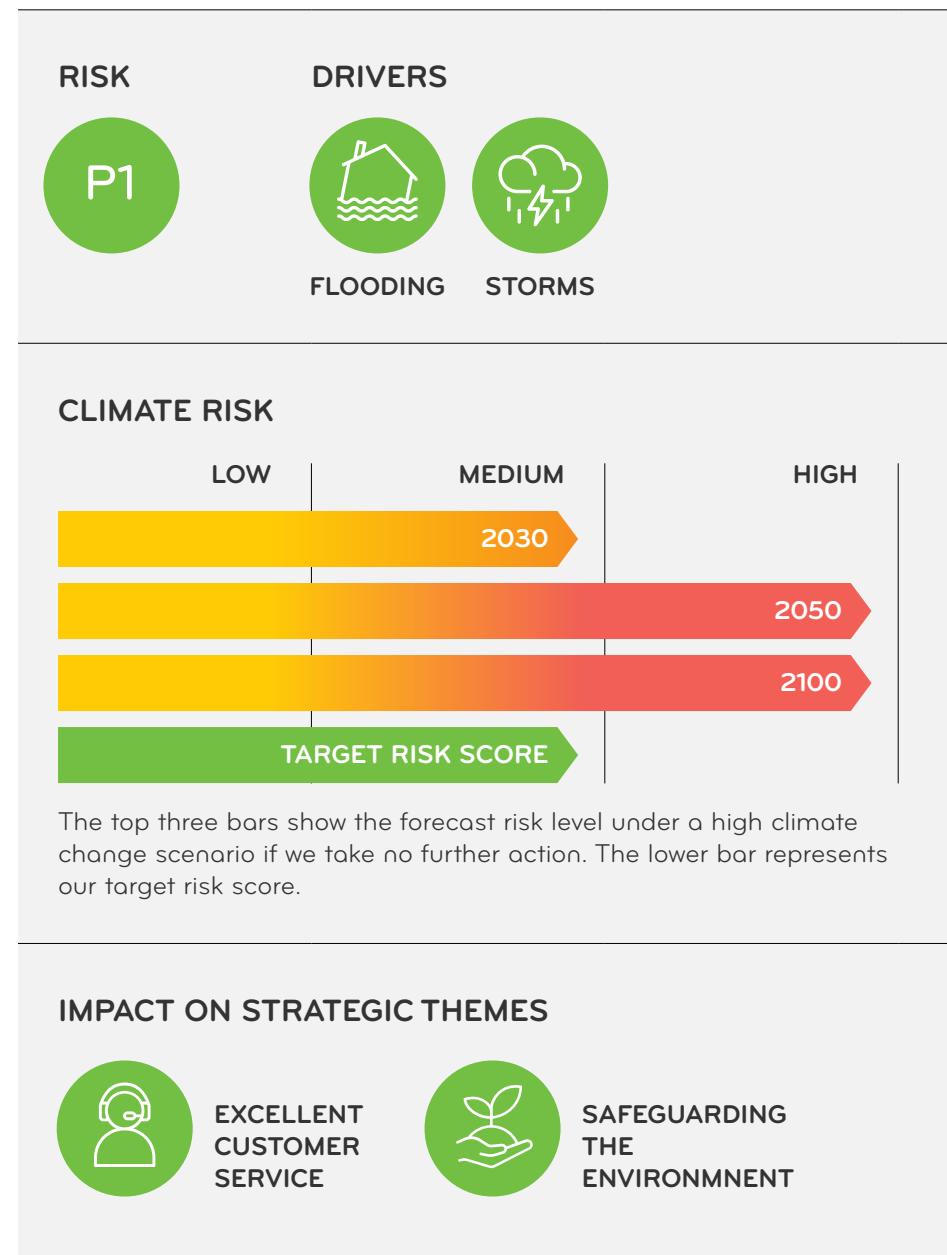 RISK
DRIVERS
P1
FLOODING
STORMS
CLIMATE RISK
LOW
MEDIUM
HIGH
2030
2050
2100
TARGET RISK SCORE
The top three bars show the forecast risk level under a high climate
change scenario if we take no further action. The lower bar represents
our target risk score.
IMPACT ON STRATEGIC THEMES
EXCELLENT
CUSTOMER
SERVICE
SAFEGUARDING
THE
ENVIRONMNENT